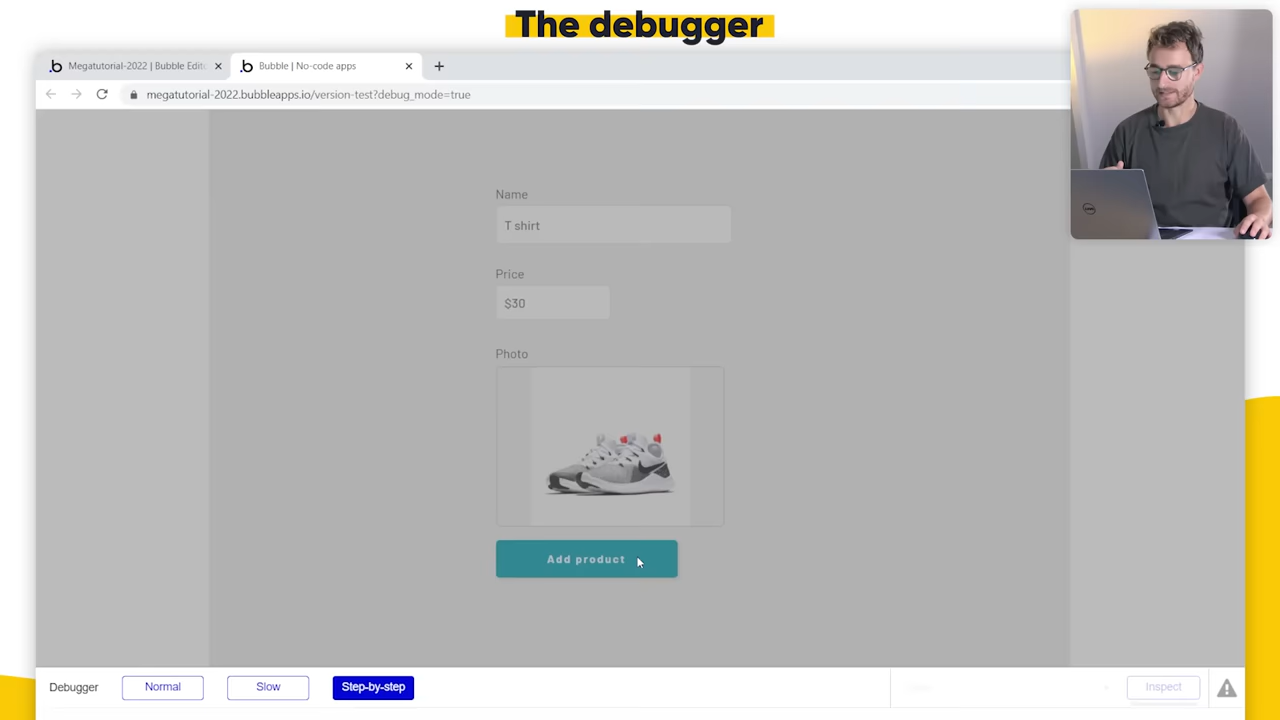 The debugger
Megatutorial-2022 | Bubble Edit
Bubble | No-code apps
megatutorial-2022.bubbleapps.io/version-test?debug_mode=true
Name
T shirt
Price
$30
Photo
Add product
Debugger
Normal
Slow
Step-by-step
Inspect